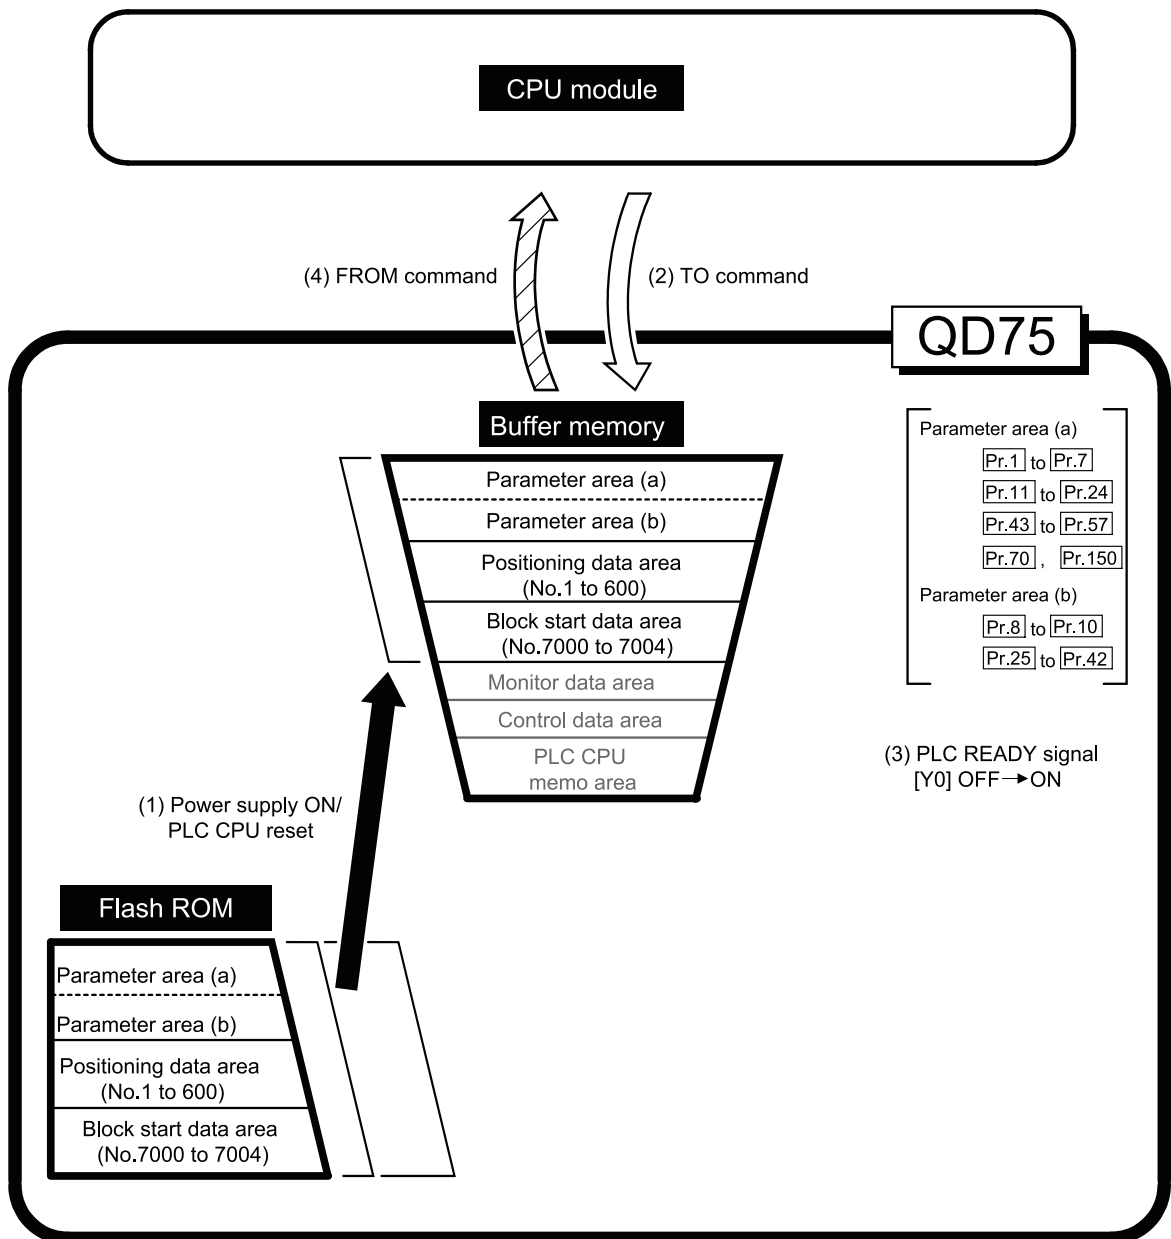 CPU module
(4) FROM command
(2) TO command
QD75
Buffer memory
Parameter area (a)
Parameter area (b)
Positioning data area
(No.1 to 600)
Block start data area
(No.7000 to 7004)
Monitor data area
Control data area
PLC CPU
memo area
Parameter area (a)
Pr.1 to Pr.7
Pr.11 to Pr.24
Pr.43 to Pr.57
Pr.70 , Pr.150
Parameter area (b)
Pr.8 to Pr.10
Pr.25 to Pr.42
(3) PLC READY signal
[Y0] OFF→ON
(1) Power supply ON/
PLC CPU reset
Flash ROM
Parameter area (a)
Parameter area (b)
Positioning data area
(No.1 to 600)
Block start data area
(No.7000 to 7004)